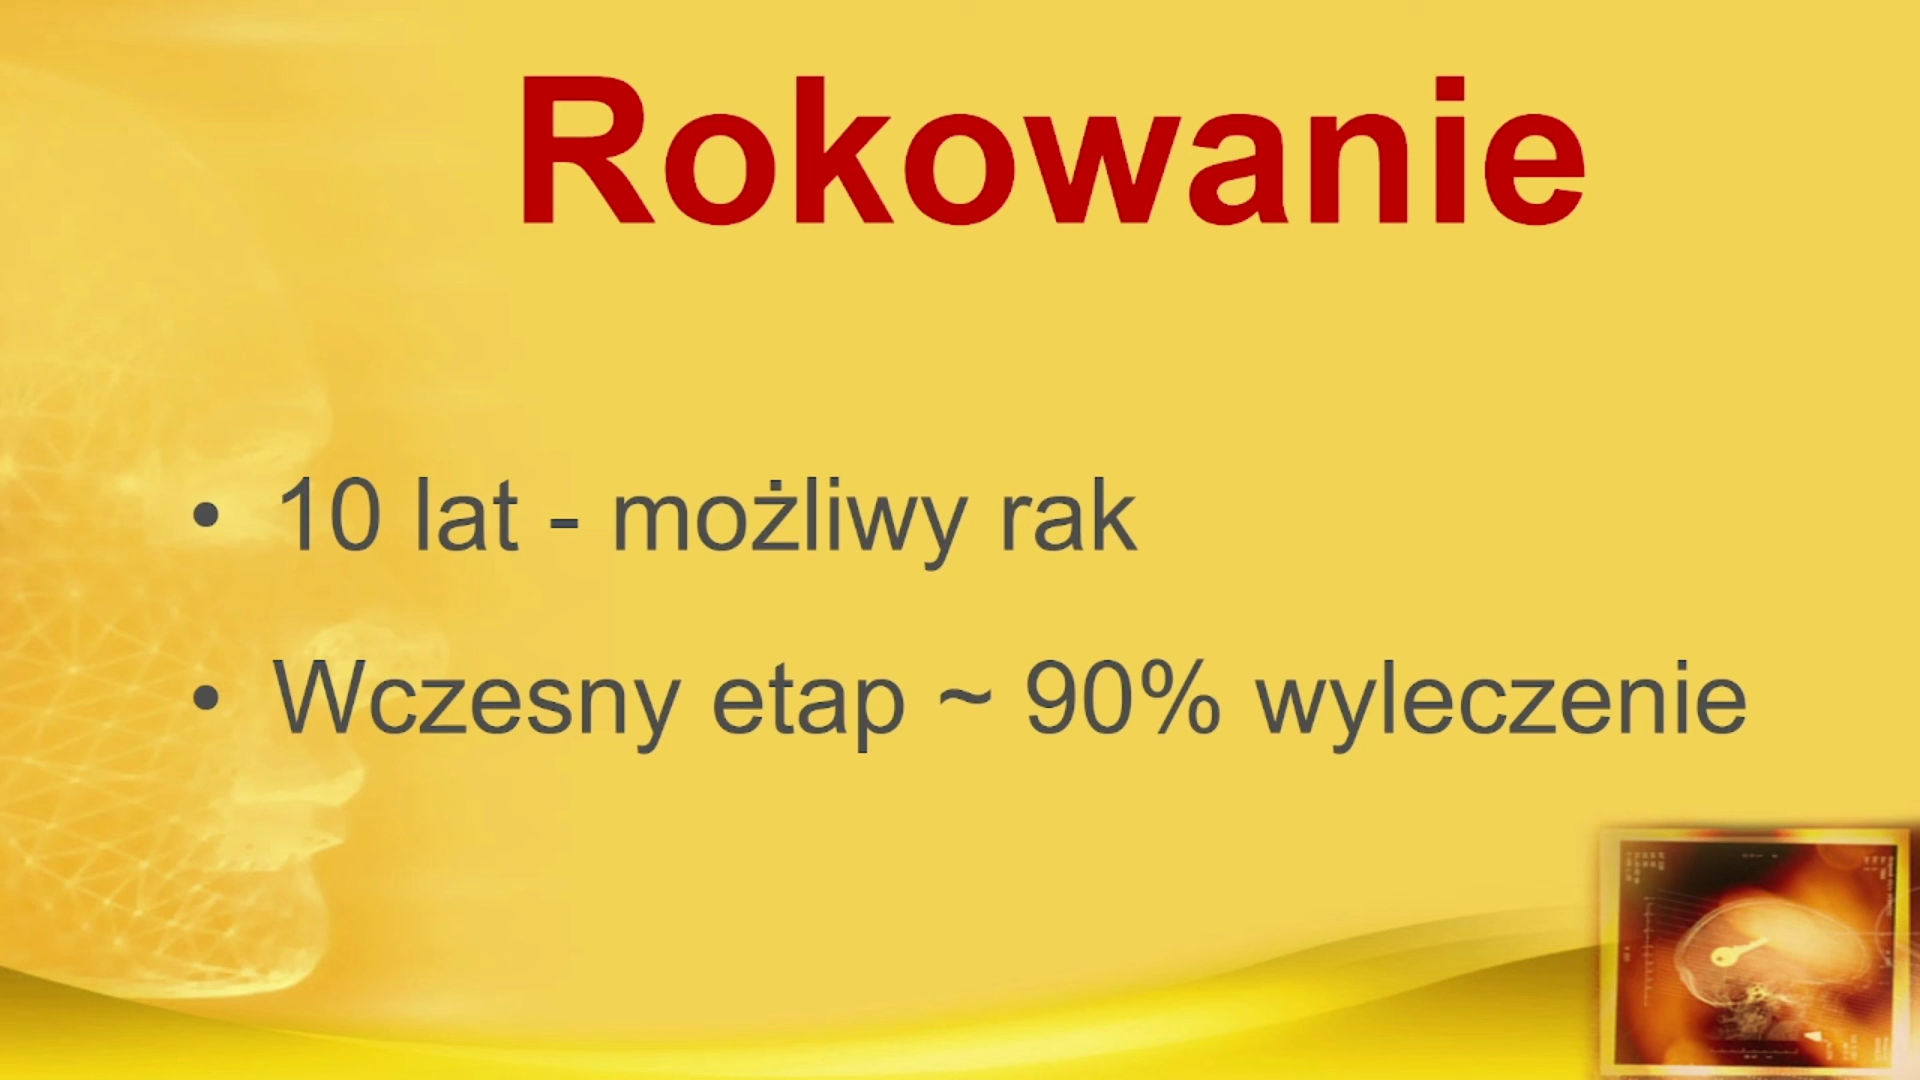 Rokowanie
• 10 lat - możliwy rak
• Wczesny etap ~ 90% wyleczenie